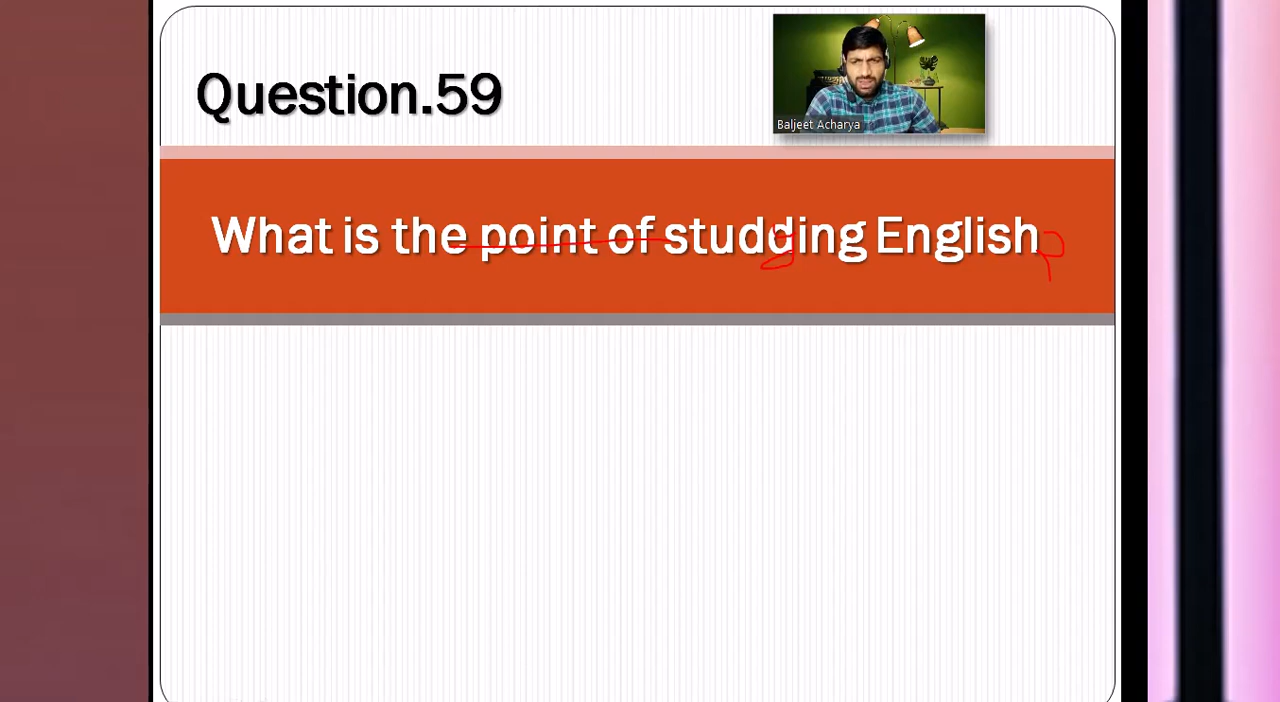 Question.59
Baljeet Acharya
What is the point of studding English